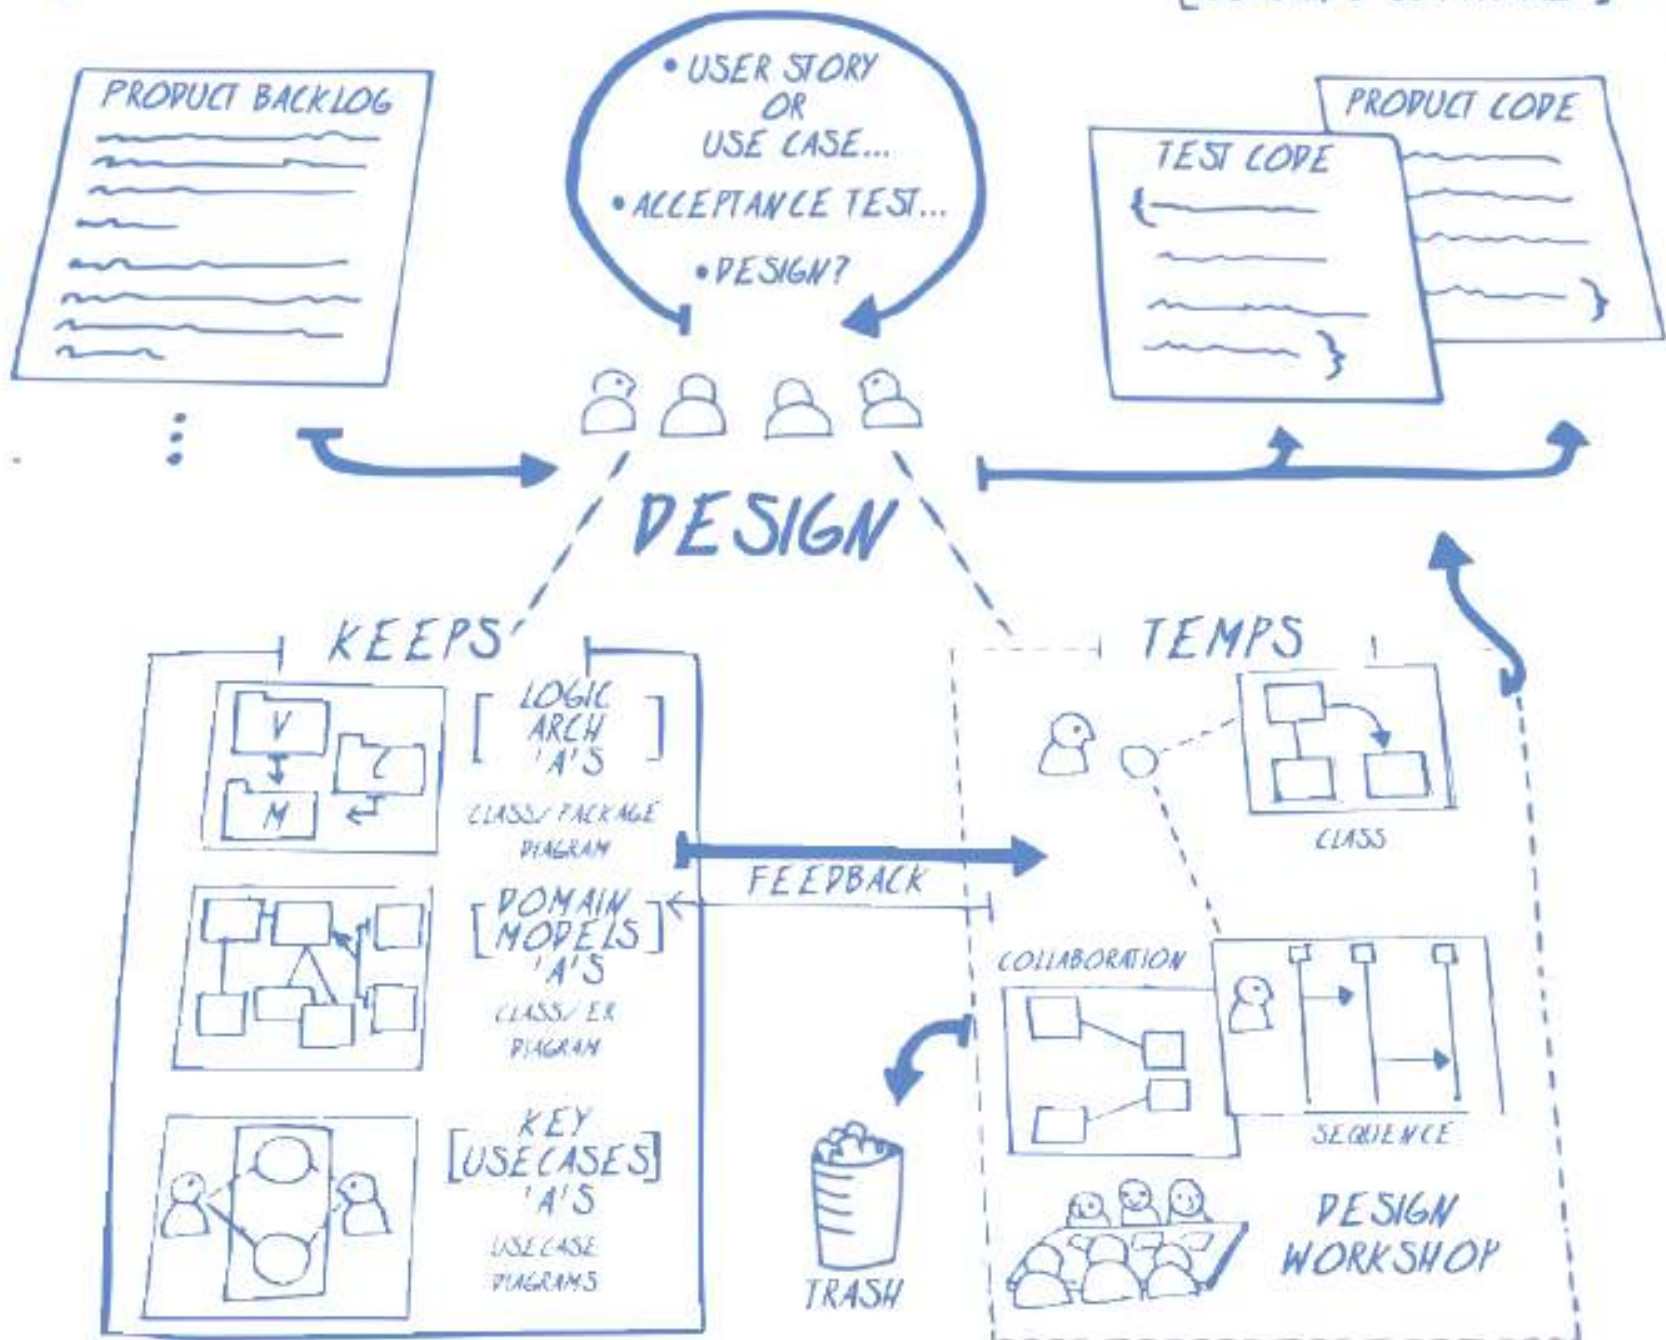 PRODUCT BACKLOG
• USER STORY
OR
USE CASE...
• ACCEPTANCE TEST...
• DESIGN?
PRODUCT CODE
TEST CODE
DESIGN
KEEPS
V
C
M
[LOGIC
ARCH
'A'S]
CLASS/PACKAGE
DIAGRAM
[DOMAIN
MODELS]
'A'S
CLASS/ER
DIAGRAM
KEY
[USECASES]
'A'S
USECASE
DIAGRAMS
FEEDBACK
TRASH
TEMPS
CLASS
COLLABORATION
SEQUENCE
DESIGN
WORKSHOP